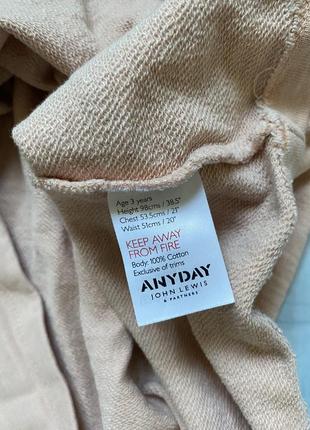 Age 3 years
Height 98cms / 38.5"
Chest 53.5cms / 21"
Waist 51cms / 20"
KEEP AWAY
FROM FIRE
Body: 100% Cotton
Exclusive of trims
ANYDAY
JOHN LEWIS
& PARTNERS